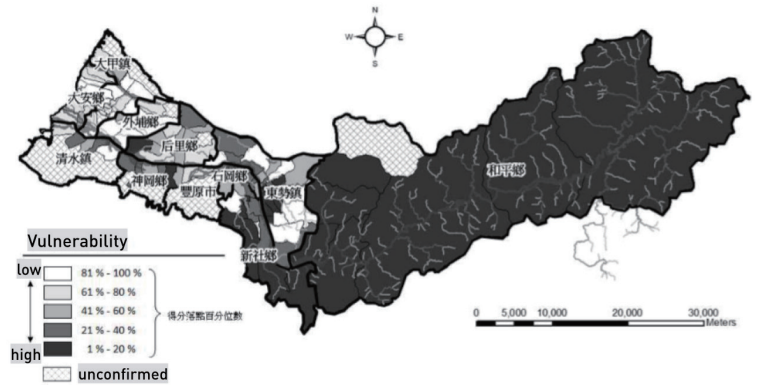 N
W E
S
大甲鎮
大安鄉
外埔鄉
清水鎮
后里鄉
神岡鄉
豐原市
石岡鄉
東勢鎮
新社鄉
和平鄉
Vulnerability
low
81 % - 100 %
61 % - 80 %
41 % - 60 %
21 % - 40 %
high
1 % - 20 %
得分落點百分位數
unconfirmed
0 5,000 10,000 20,000 30,000
Meters